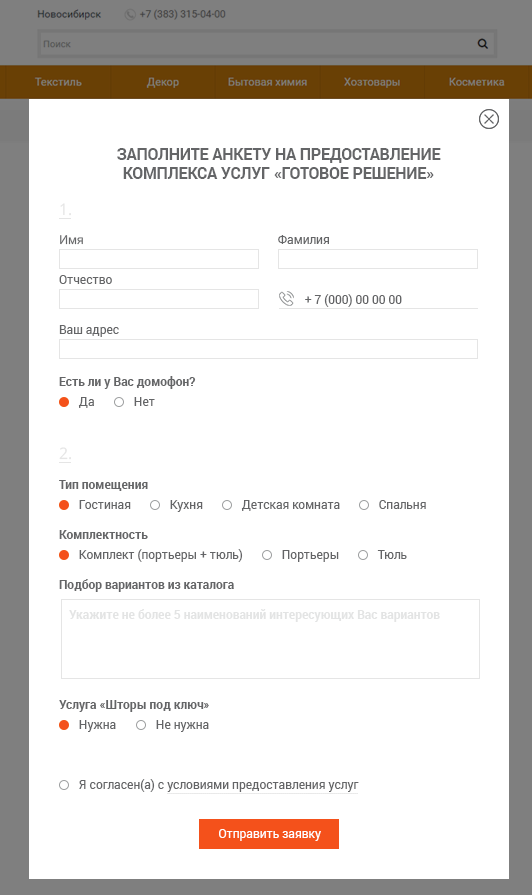 Новосибирск +7 (383) 315-04-00
Поиск
Текстиль Декор Бытовая химия Хозтовары Косметика
ЗАПОЛНИТЕ АНКЕТУ НА ПРЕДОСТАВЛЕНИЕ
КОМПЛЕКСА УСЛУГ «ГОТОВОЕ РЕШЕНИЕ»
1.
Имя Фамилия
Отчество
+ 7 (000) 00 00 00
Ваш адрес
Есть ли у Вас домофон?
Да Нет
2.
Тип помещения
Гостиная Кухня Детская комната Спальня
Комплектность
Комплект (портьеры + тюль) Портьеры Тюль
Подбор вариантов из каталога
Укажите не более 5 наименований интересующих Вас вариантов
Услуга «Шторы под ключ»
Нужна Не нужна
Я согласен(а) с условиями предоставления услуг
Отправить заявку